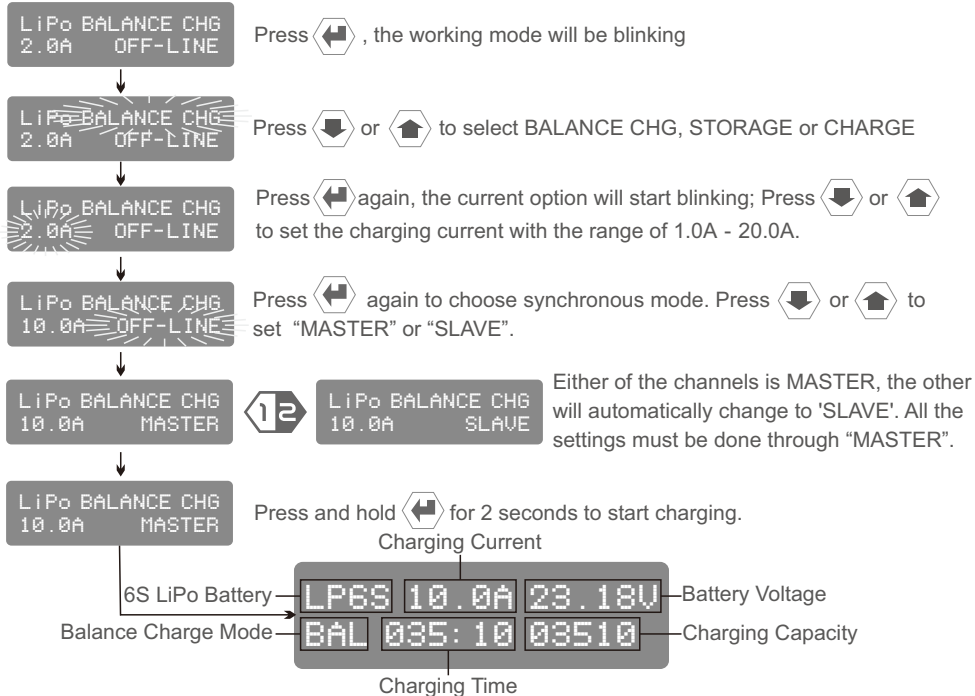 LiPo BALANCE CHG
2.0A OFF-LINE
Press , the working mode will be blinking
LiPo BALANCE CHG
2.0A OFF-LINE
Press or to select BALANCE CHG, STORAGE or CHARGE
LiPo BALANCE CHG
2.0A OFF-LINE
Press again, the current option will start blinking; Press or
to set the charging current with the range of 1.0A - 20.0A.
LiPo BALANCE CHG
10.0A OFF-LINE
Press again to choose synchronous mode. Press or to
set “MASTER” or “SLAVE”.
LiPo BALANCE CHG
10.0A MASTER
1 2
LiPo BALANCE CHG
10.0A SLAVE
Either of the channels is MASTER, the other
will automatically change to 'SLAVE'. All the
settings must be done through “MASTER”.
LiPo BALANCE CHG
10.0A MASTER
Press and hold for 2 seconds to start charging.
Charging Current
6S LiPo Battery LP6S 10.0A 23.18V Battery Voltage
Balance Charge Mode BAL 035:10 03510 Charging Capacity
Charging Time